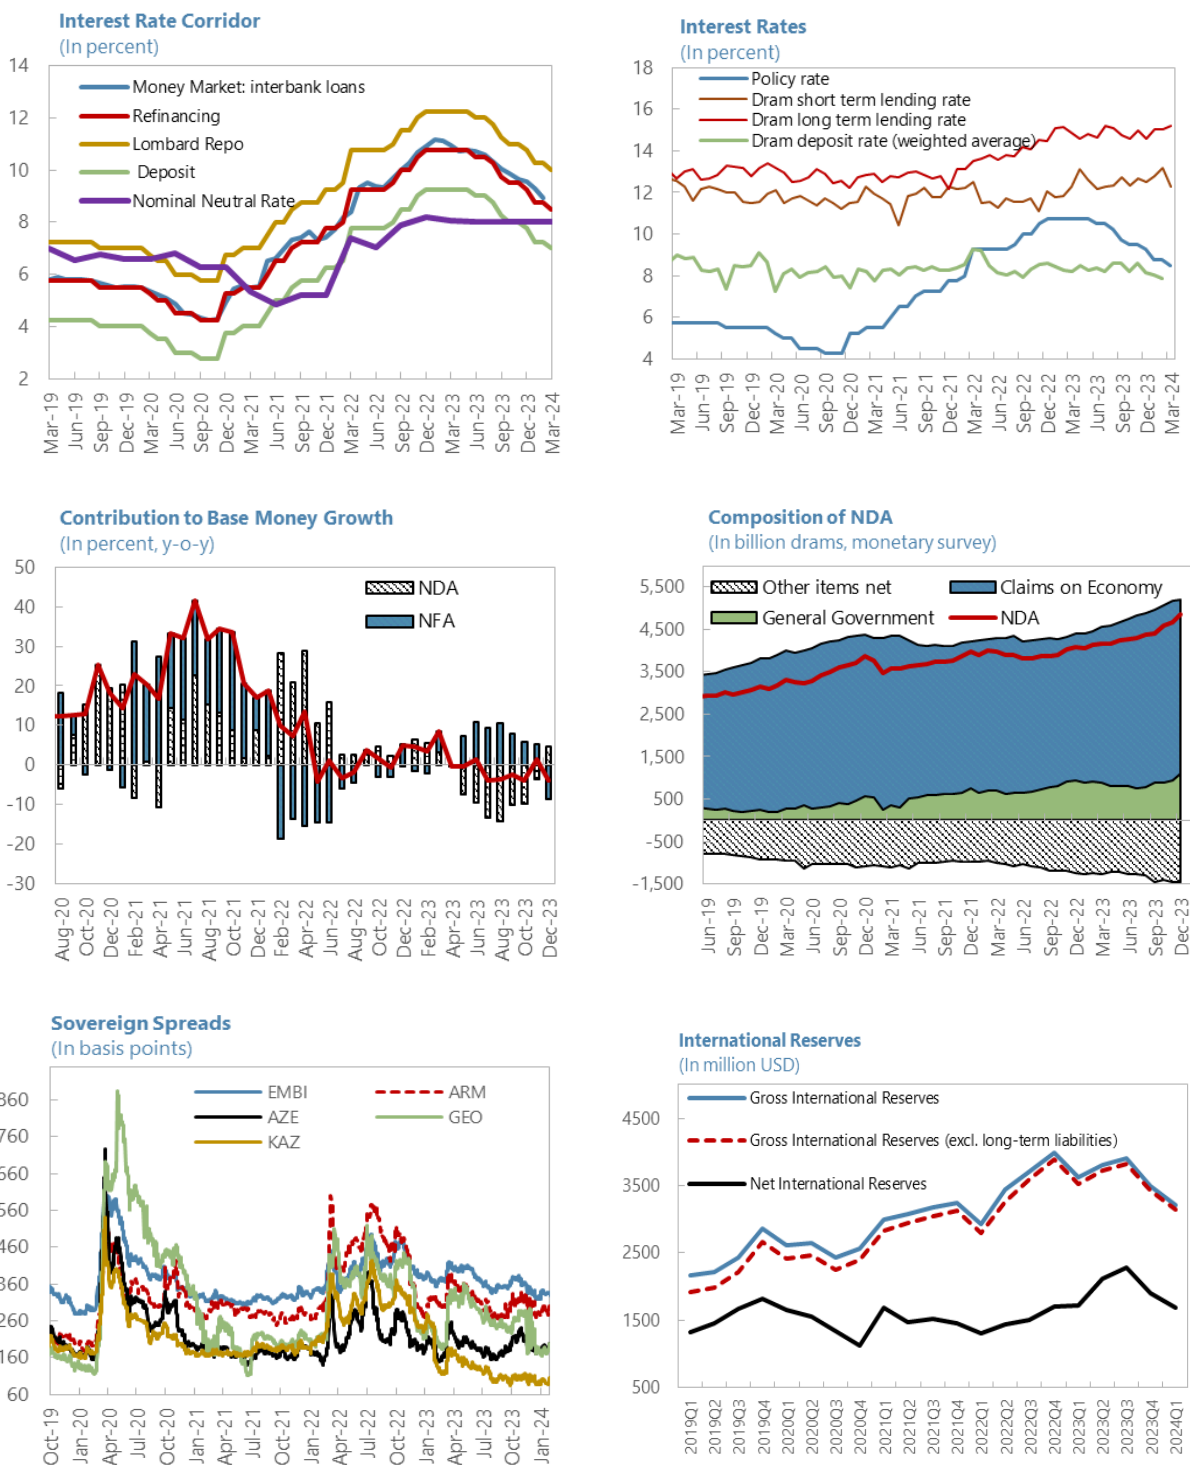 Interest Rate Corridor
(In percent)
14
12
10
8
6
4
2
Money Market: interbank loans
Refinancing
Lombard Repo
Deposit
Nominal Neutral Rate
Mar-19
Jun-19
Sep-19
Dec-19
Mar-20
Jun-20
Sep-20
Dec-20
Mar-21
Jun-21
Sep-21
Dec-21
Mar-22
Jun-22
Sep-22
Dec-22
Mar-23
Jun-23
Sep-23
Dec-23
Mar-24
Interest Rates
(In percent)
18
16
14
12
10
8
6
4
Policy rate
Dram short term lending rate
Dram long term lending rate
Dram deposit rate (weighted average)
Mar-19
Jun-19
Sep-19
Dec-19
Mar-20
Jun-20
Sep-20
Dec-20
Mar-21
Jun-21
Sep-21
Dec-21
Mar-22
Jun-22
Sep-22
Dec-22
Mar-23
Jun-23
Sep-23
Dec-23
Mar-24
Contribution to Base Money Growth
(In percent, y-o-y)
50
40
30
20
10
0
-10
-20
-30
NDA
NFA
Aug-20
Oct-20
Dec-20
Feb-21
Apr-21
Jun-21
Aug-21
Oct-21
Dec-21
Feb-22
Apr-22
Jun-22
Aug-22
Oct-22
Dec-22
Feb-23
Apr-23
Jun-23
Aug-23
Oct-23
Dec-23
Composition of NDA
(In billion drams, monetary survey)
5,500
4,500
3,500
2,500
1,500
500
-500
-1,500
Other items net
Claims on Economy
General Government
NDA
Jun-19
Sep-19
Dec-19
Mar-20
Jun-20
Sep-20
Dec-20
Mar-21
Jun-21
Sep-21
Dec-21
Mar-22
Jun-22
Sep-22
Dec-22
Mar-23
Jun-23
Sep-23
Dec-23
Sovereign Spreads
(In basis points)
860
760
660
560
460
360
260
160
60
EMBI
ARM
AZE
GEO
KAZ
Oct-19
Jan-20
Apr-20
Jul-20
Oct-20
Jan-21
Apr-21
Jul-21
Oct-21
Jan-22
Apr-22
Jul-22
Oct-22
Jan-23
Apr-23
Jul-23
Oct-23
Jan-24
International Reserves
(In million USD)
4500
3500
2500
1500
500
Gross International Reserves
Gross International Reserves (excl. long-term liabilities)
Net International Reserves
2019Q1
2019Q2
2019Q3
2019Q4
2020Q1
2020Q2
2020Q3
2020Q4
2021Q1
2021Q2
2021Q3
2021Q4
2022Q1
2022Q2
2022Q3
2022Q4
2023Q1
2023Q2
2023Q3
2023Q4
2024Q1